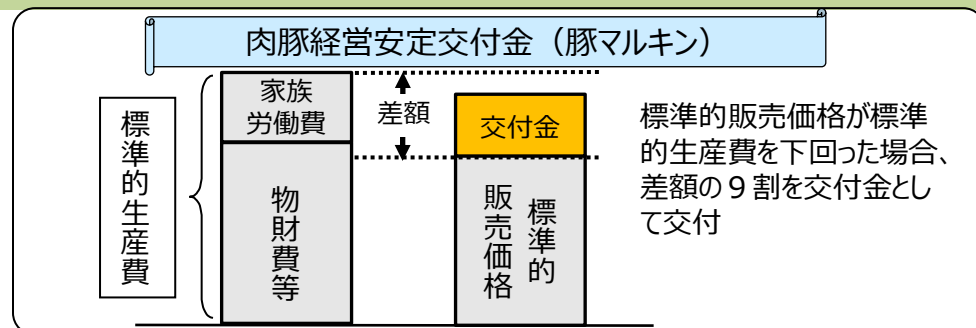 肉豚経営安定交付金（豚マルキン）
標準的生産費
家族
労働費
物財費等
差額
交付金
標準的
販売価格
標準的販売価格が標準
的生産費を下回った場合、
差額の９割を交付金とし
て交付